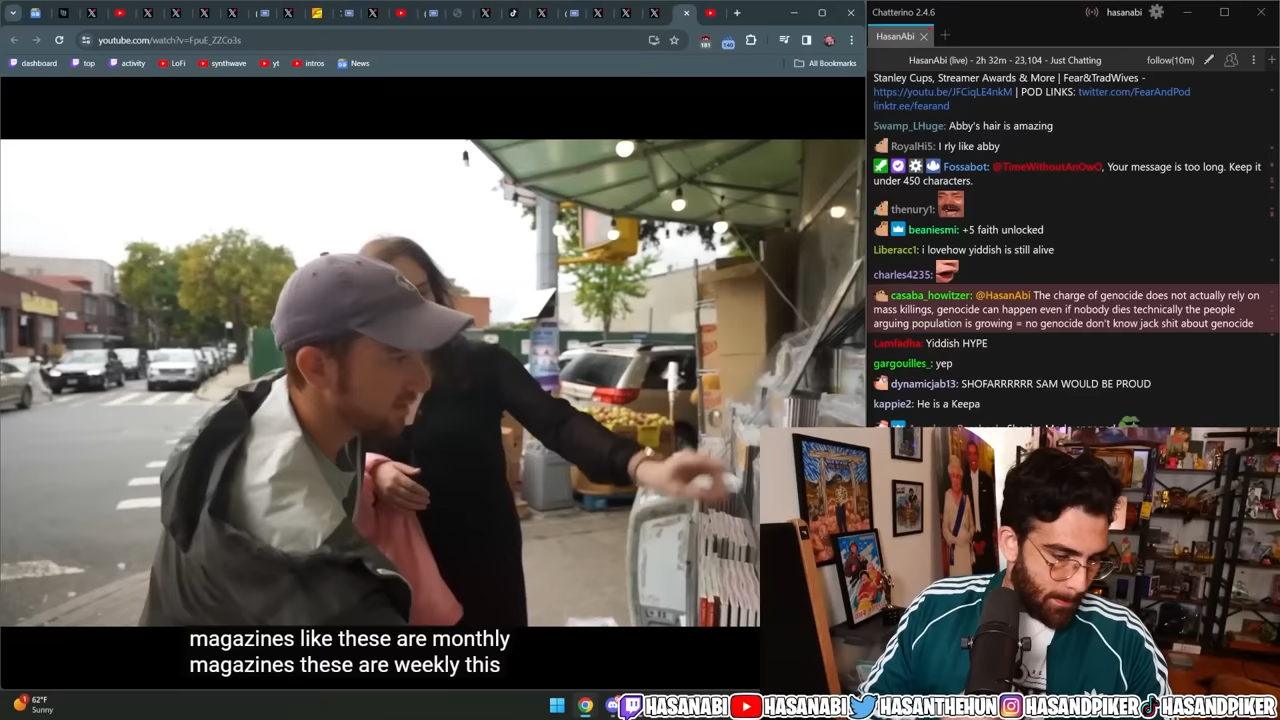 youtube.com/watch?v=FpuE_ZZCo3s
dashboard
top
activity
LoFi
synthwave
yt
intros
News
All Bookmarks
181
140
magazines like these are monthly
magazines these are weekly this
Chatterino 2.4.6
hasanabi
HasanAbi
HasanAbi (live) - 2h 32m - 23,104 - Just Chatting
follow(10m)
Stanley Cups, Streamer Awards & More | Fear&TradWives -
https://youtu.be/JFCiqLE4nkM | POD LINKS: twitter.com/FearAndPod
linktr.ee/fearand
Swamp_LHuge: Abby's hair is amazing
RoyalHi5: I rly like abby
Fossabot: @TimeWithoutAnOwO, Your message is too long. Keep it
under 450 characters.
thenury1:
beaniesmi: +5 faith unlocked
Liberacc1: i lovehow yiddish is still alive
charles4235:
casaba_howitzer: @HasanAbi The charge of genocide does not actually rely on
mass killings, genocide can happen even if nobody dies technically the people
arguing population is growing = no genocide don't know jack shit about genocide
Lamfadha: Yiddish HYPE
gargouilles_: yep
dynamicjab13: SHOFARRRRRR SAM WOULD BE PROUD
kappie2: He is a Keepa
62°F
Sunny
HASANABI
HASANABI
HASANTHEHUN
HASANDPIKER
HASANDPIKER